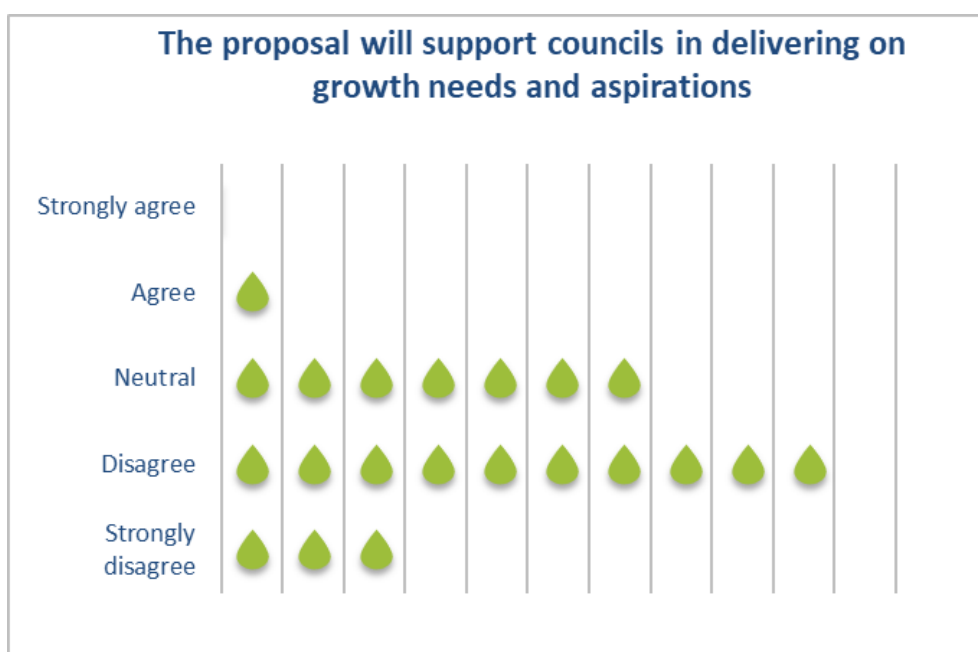 The proposal will support councils in delivering on
growth needs and aspirations
Strongly agree
Agree
Neutral
Disagree
Strongly
disagree